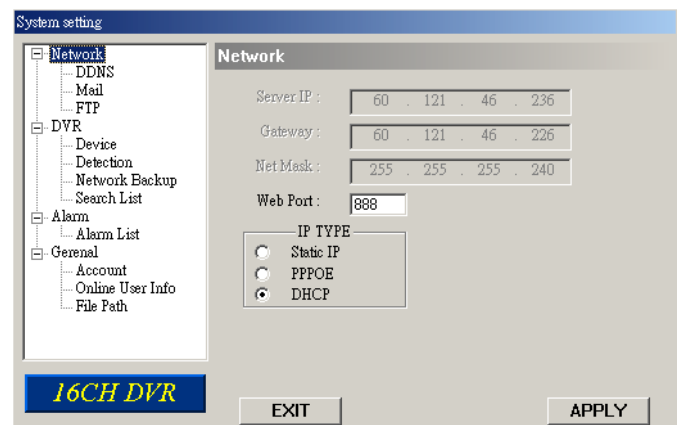 System setting
Network
DDNS
Mail
FTP
DVR
Device
Detection
Network Backup
Search List
Alarm
Alarm List
Gerenal
Account
Online User Info
File Path
16CH DVR
Network
Server IP : 60 . 121 . 46 . 236
Gateway : 60 . 121 . 46 . 226
Net Mask : 255 . 255 . 255 . 240
Web Port : 888
IP TYPE
Static IP
PPPOE
DHCP
EXIT APPLY